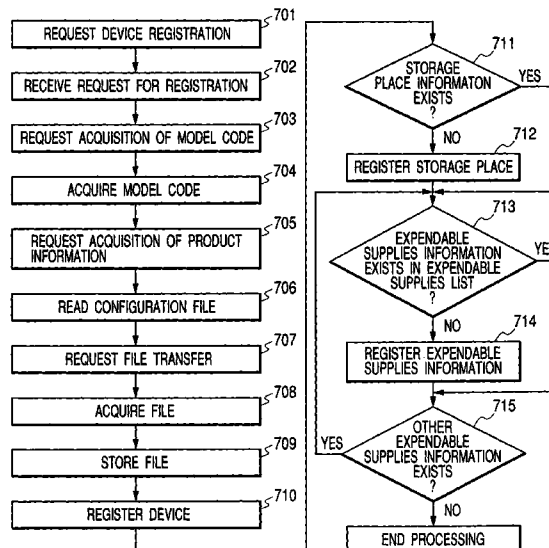 REQUEST DEVICE REGISTRATION
701
RECEIVE REQUEST FOR REGISTRATION
702
REQUEST ACQUISITION OF MODEL CODE
703
ACQUIRE MODEL CODE
704
REQUEST ACQUISITION OF PRODUCT
INFORMATION
705
READ CONFIGURATION FILE
706
REQUEST FILE TRANSFER
707
ACQUIRE FILE
708
STORE FILE
709
REGISTER DEVICE
710
711
STORAGE
PLACE INFORMATON
EXISTS
?
YES
NO
712
REGISTER STORAGE PLACE
713
EXPENDABLE
SUPPLIES INFORMATION
EXISTS IN EXPENDABLE
SUPPLIES LIST
?
YES
NO
714
REGISTER EXPENDABLE
SUPPLIES INFORMATION
715
OTHER
EXPENDABLE
SUPPLIES INFORMATION
EXISTS
?
YES
NO
END PROCESSING